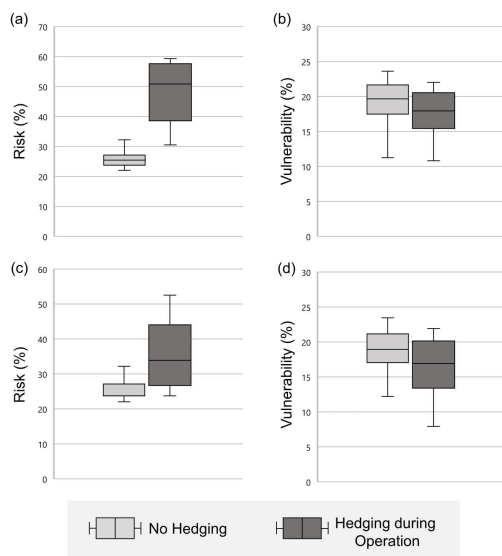 (a)
70
60
50
40
30
20
10
0
Risk (%)
(b)
30
25
20
15
10
5
0
Vulnerability (%)
(c)
60
50
40
30
20
10
0
Risk (%)
(d)
30
25
20
15
10
5
0
Vulnerability (%)
No Hedging
Hedging during
Operation